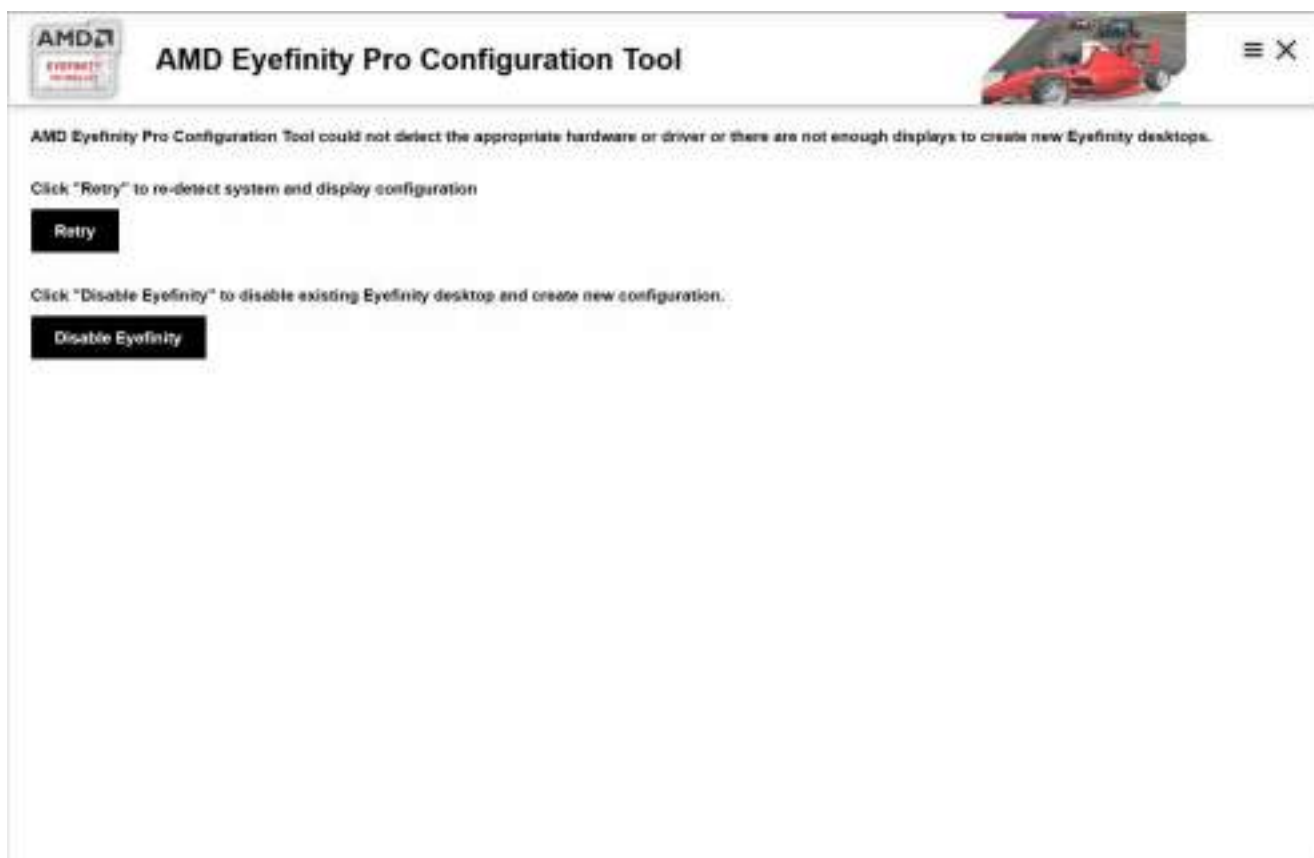 AMD
EYEFINITY
AMD Eyefinity Pro Configuration Tool
AMD Eyefinity Pro Configuration Tool could not detect the appropriate hardware or driver or there are not enough displays to create new Eyefinity desktops.
Click "Retry" to re-detect system and display configuration
Retry
Click "Disable Eyefinity" to disable existing Eyefinity desktop and create new configuration.
Disable Eyefinity